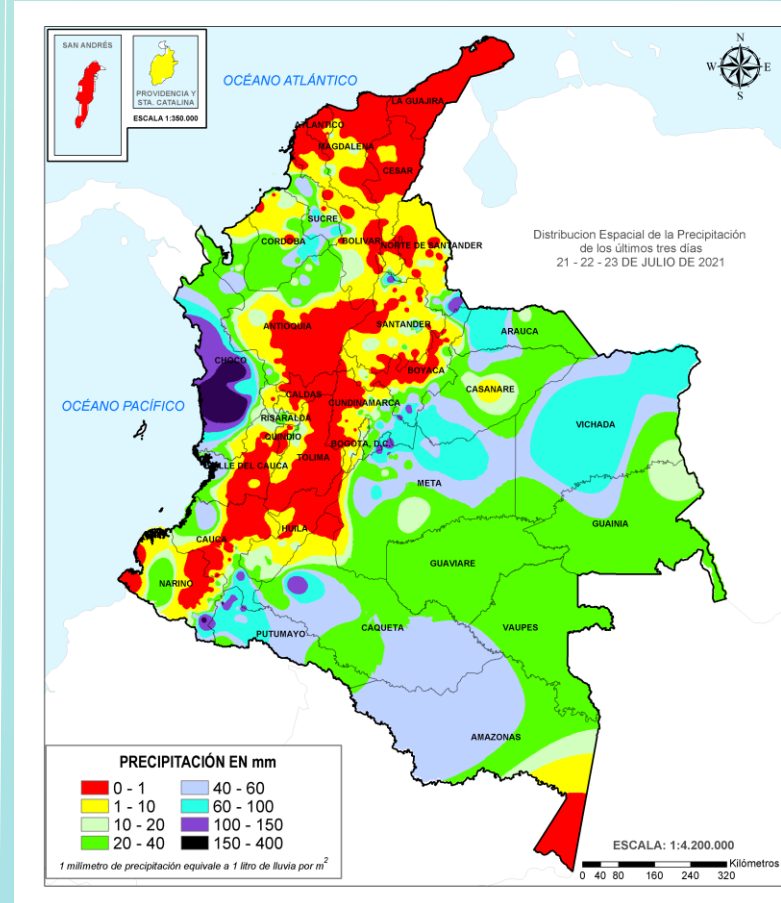 SAN ANDRÉS
PROVIDENCIA Y
STA. CATALINA
ESCALA 1:350.000
OCÉANO ATLÁNTICO
N
W
E
S
LA GUAJIRA
ATLANTICO
MAGDALENA
CESAR
SUCRE
CORDOBA
BOLIVAR
NORTE DE SANTANDER
Distribucion Espacial de la Precipitación
de los últimos tres días
21 - 22 - 23 DE JULIO DE 2021
ANTIOQUIA
SANTANDER
ARAUCA
CHOCO
BOYACA
CASANARE
OCÉANO PACÍFICO
CALDAS
CUNDINAMARCA
RISARALDA
VICHADA
QUINDIO
BOGOTA, D.C.
TOLIMA
VALLE DEL CAUCA
META
GUAINIA
CAUCA
HUILA
GUAVIARE
NARIÑO
CAQUETA
VAUPES
PUTUMAYO
AMAZONAS
PRECIPITACIÓN EN mm
0 - 1
40 - 60
1 - 10
60 - 100
10 - 20
100 - 150
20 - 40
150 - 400
1 milímetro de precipitación equivale a 1 litro de lluvia por m²
ESCALA: 1:4.200.000
Kilómetros
0 40 80 160 240 320